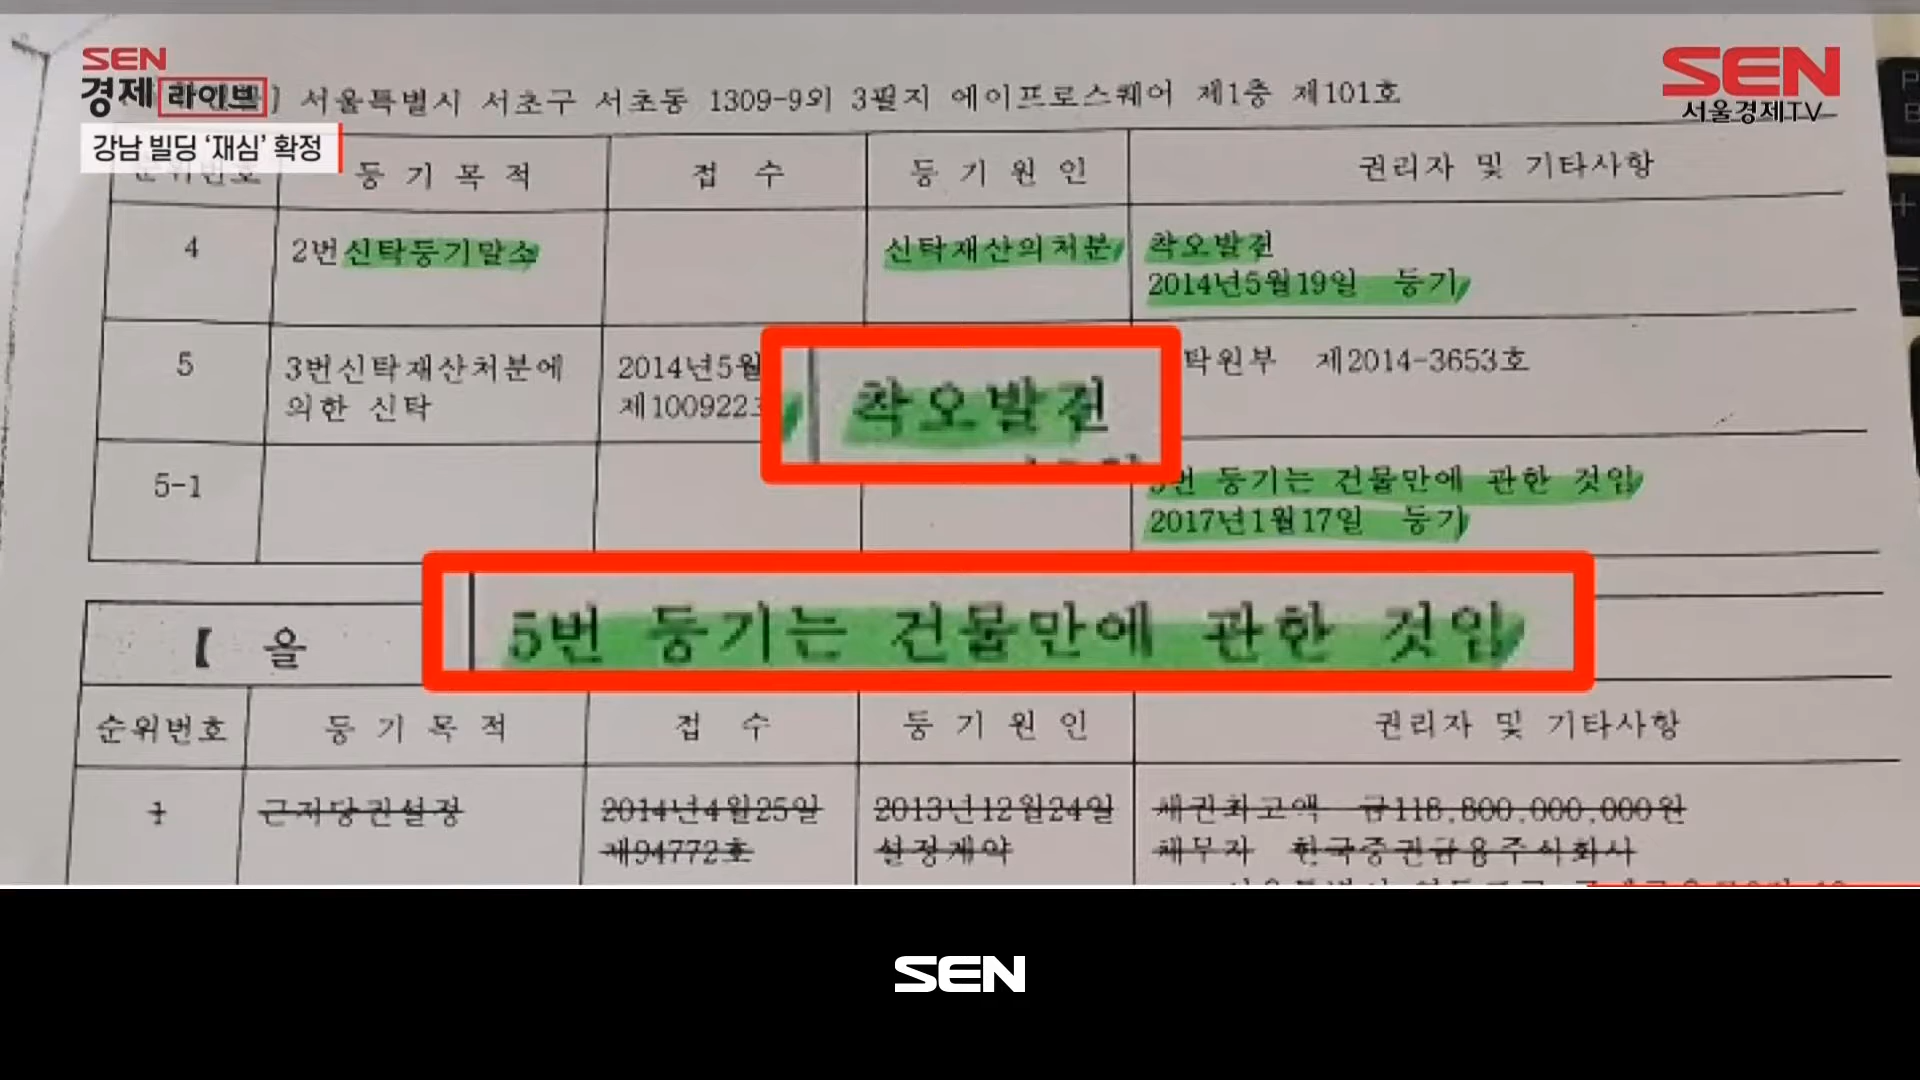 SEN
경제 라이브
강남 빌딩 ‘재심’ 확정
SEN
서울경제TV
서울특별시 서초구 서초동 1309-9외 3필지 에이프로스퀘어 제1층 제101호
순위번호 등 기 목 적 접 수 등 기 원 인 권리자 및 기타사항
4 2번신탁등기말소 신탁재산의처분 착오발견
2014년5월19일 등기
5 3번신탁재산처분에 2014년5월 탁원부 제2014-3653호
의한 신탁 제100922
착오발견
5-1 5번 등기는 건물만에 관한 것임
2017년1월17일 등기
5번 등기는 건물만에 관한 것임
【 을
순위번호 등 기 목 적 접 수 등 기 원 인 권리자 및 기타사항
1 근저당권설정 2014년4월25일 2013년12월24일 채권최고액 금118,800,000,000원
제94772호 설정계약 채무자 한국증권금융주식회사
SEN